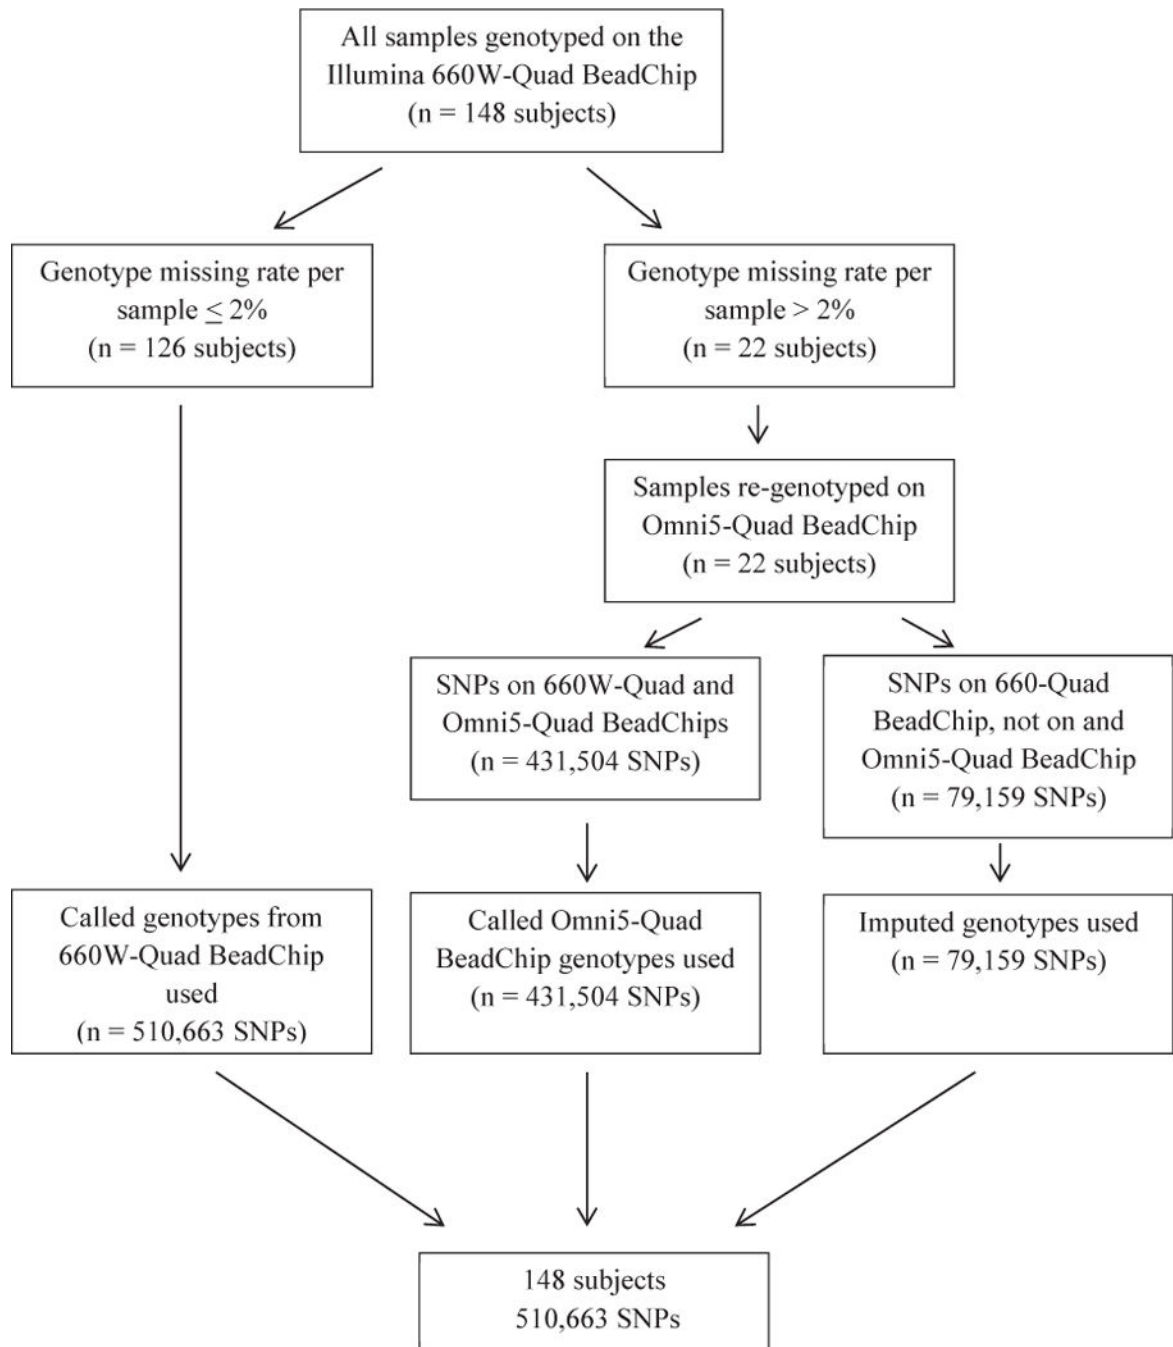 All samples genotyped on the
Illumina 660W-Quad BeadChip
(n = 148 subjects)
Genotype missing rate per
sample ≤ 2%
(n = 126 subjects)
Genotype missing rate per
sample > 2%
(n = 22 subjects)
Samples re-genotyped on
Omni5-Quad BeadChip
(n = 22 subjects)
SNPs on 660W-Quad and
Omni5-Quad BeadChips
(n = 431,504 SNPs)
SNPs on 660-Quad
BeadChip, not on and
Omni5-Quad BeadChip
(n = 79,159 SNPs)
Called genotypes from
660W-Quad BeadChip
used
(n = 510,663 SNPs)
Called Omni5-Quad
BeadChip genotypes used
(n = 431,504 SNPs)
Imputed genotypes used
(n = 79,159 SNPs)
148 subjects
510,663 SNPs